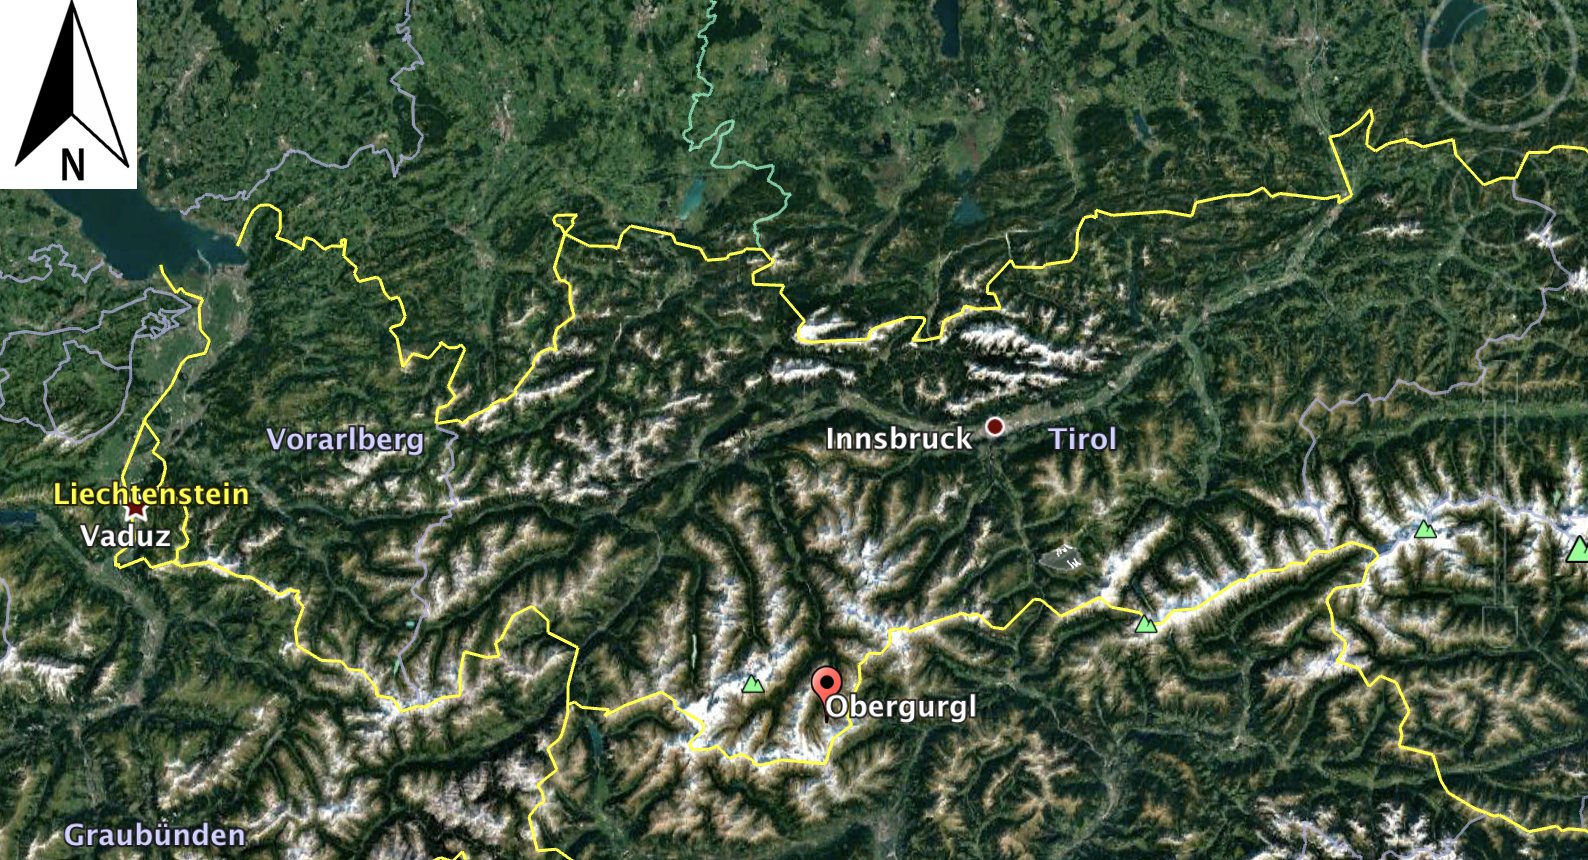 N
Vorarlberg
Innsbruck
Tirol
Liechtenstein
Vaduz
Obergurgl
Graubünden